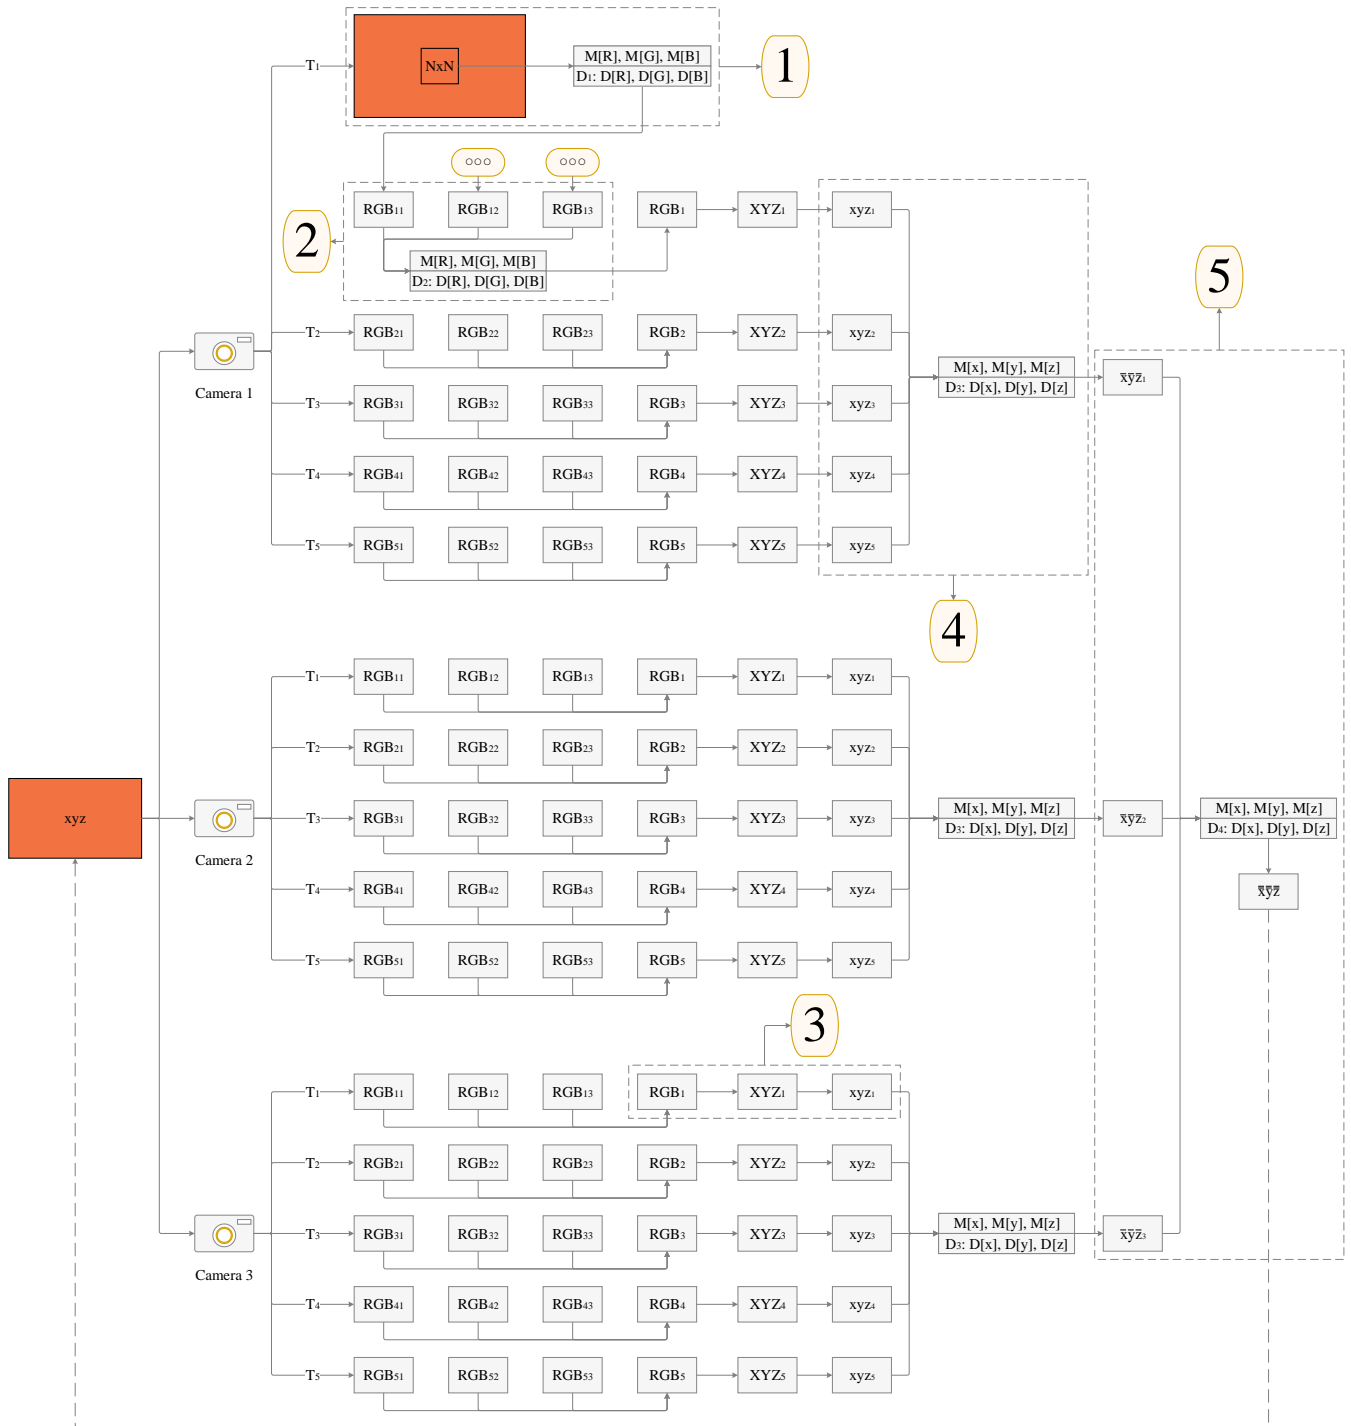 T₁ NxN M[R], M[G], M[B] 1
D₁: D[R], D[G], D[B]
RGB₁₁ RGB₁₂ RGB₁₃ RGB₁ XYZ₁ xyz₁
2
M[R], M[G], M[B]
D₂: D[R], D[G], D[B]
5
T₂ RGB₂₁ RGB₂₂ RGB₂₃ RGB₂ XYZ₂ xyz₂
M[x], M[y], M[z]
D₃: D[x], D[y], D[z]
x̄ȳz̄₁
Camera 1
T₃ RGB₃₁ RGB₃₂ RGB₃₃ RGB₃ XYZ₃ xyz₃
T₄ RGB₄₁ RGB₄₂ RGB₄₃ RGB₄ XYZ₄ xyz₄
T₅ RGB₅₁ RGB₅₂ RGB₅₃ RGB₅ XYZ₅ xyz₅
4
T₁ RGB₁₁ RGB₁₂ RGB₁₃ RGB₁ XYZ₁ xyz₁
T₂ RGB₂₁ RGB₂₂ RGB₂₃ RGB₂ XYZ₂ xyz₂
xyz
T₃ RGB₃₁ RGB₃₂ RGB₃₃ RGB₃ XYZ₃ xyz₃
M[x], M[y], M[z]
D₃: D[x], D[y], D[z]
x̄ȳz̄₂
M[x], M[y], M[z]
D₄: D[x], D[y], D[z]
Camera 2
T₄ RGB₄₁ RGB₄₂ RGB₄₃ RGB₄ XYZ₄ xyz₄
x̿y̿z̿
T₅ RGB₅₁ RGB₅₂ RGB₅₃ RGB₅ XYZ₅ xyz₅
3
T₁ RGB₁₁ RGB₁₂ RGB₁₃ RGB₁ XYZ₁ xyz₁
T₂ RGB₂₁ RGB₂₂ RGB₂₃ RGB₂ XYZ₂ xyz₂
T₃ RGB₃₁ RGB₃₂ RGB₃₃ RGB₃ XYZ₃ xyz₃
M[x], M[y], M[z]
D₃: D[x], D[y], D[z]
x̄ȳz̄₃
Camera 3
T₄ RGB₄₁ RGB₄₂ RGB₄₃ RGB₄ XYZ₄ xyz₄
T₅ RGB₅₁ RGB₅₂ RGB₅₃ RGB₅ XYZ₅ xyz₅